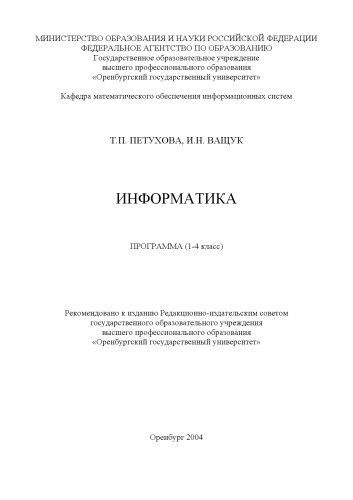 МИНИСТЕРСТВО ОБРАЗОВАНИЯ И НАУКИ РОССИЙСКОЙ ФЕДЕРАЦИИ
ФЕДЕРАЛЬНОЕ АГЕНТСТВО ПО ОБРАЗОВАНИЮ
Государственное образовательное учреждение
высшего профессионального образования
«Оренбургский государственный университет»
Кафедра математического обеспечения информационных систем
Т.П. ПЕТУХОВА, И.Н. ВАЩУК
ИНФОРМАТИКА
ПРОГРАММА (1-4 класс)
Рекомендовано к изданию Редакционно-издательским советом
государственного образовательного учреждения
высшего профессионального образования
«Оренбургский государственный университет»
Оренбург 2004